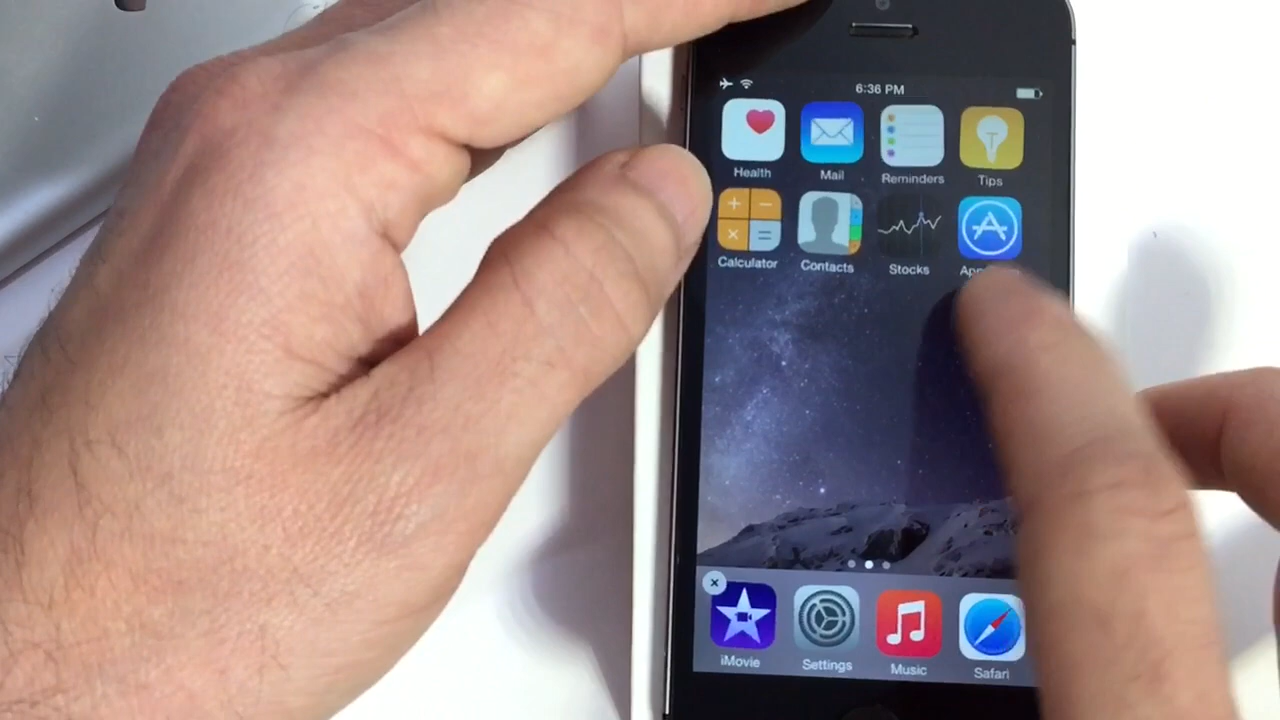 6:36 PM
Health Mail Reminders Tips
Calculator Contacts Stocks
iMovie Settings Music Safari